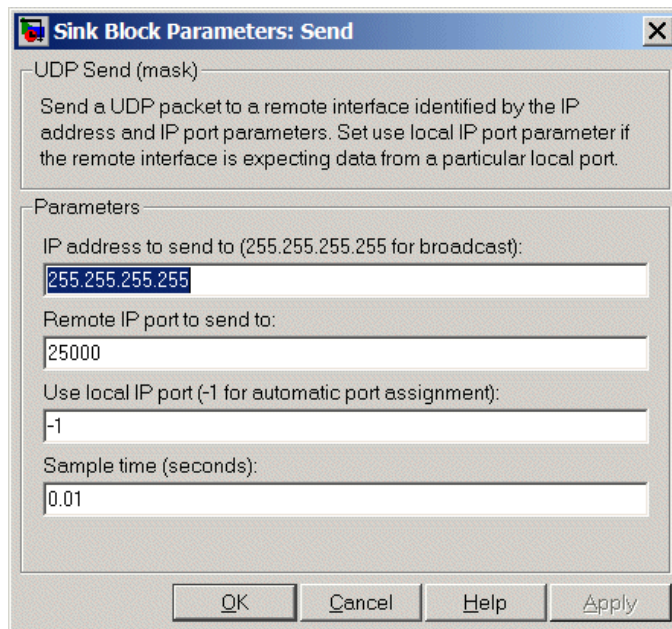 Sink Block Parameters: Send
UDP Send (mask)
Send a UDP packet to a remote interface identified by the IP
address and IP port parameters. Set use local IP port parameter if
the remote interface is expecting data from a particular local port.
Parameters
IP address to send to (255.255.255.255 for broadcast):
255.255.255.255
Remote IP port to send to:
25000
Use local IP port (-1 for automatic port assignment):
-1
Sample time (seconds):
0.01
OK Cancel Help Apply